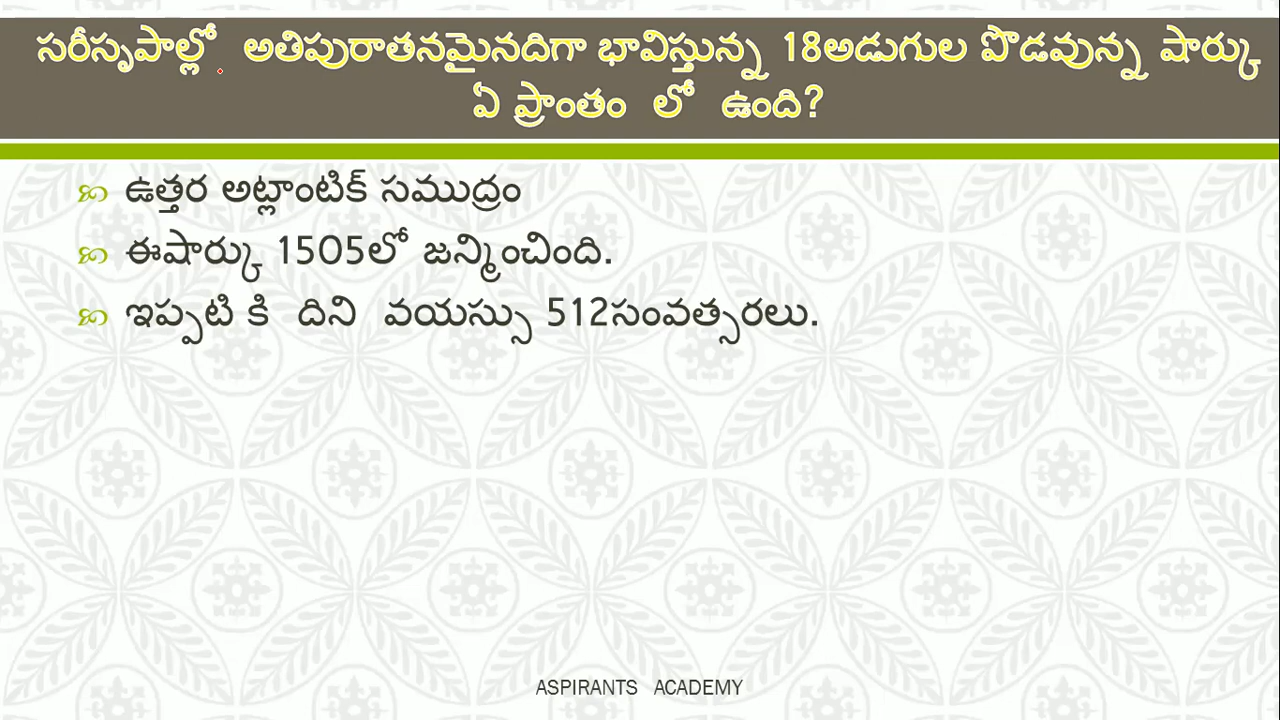 సరీసృపాల్లో అతిపురాతనమైనదిగా భావిస్తున్న 18అడుగుల పొడవున్న షార్కు
ఏ ప్రాంతం లో ఉంది?
ఉత్తర అట్లాంటిక్ సముద్రం
ఈషార్కు 1505లో జన్మించింది.
ఇప్పటి కి దిని వయస్సు 512సంవత్సరలు.
ASPIRANTS ACADEMY